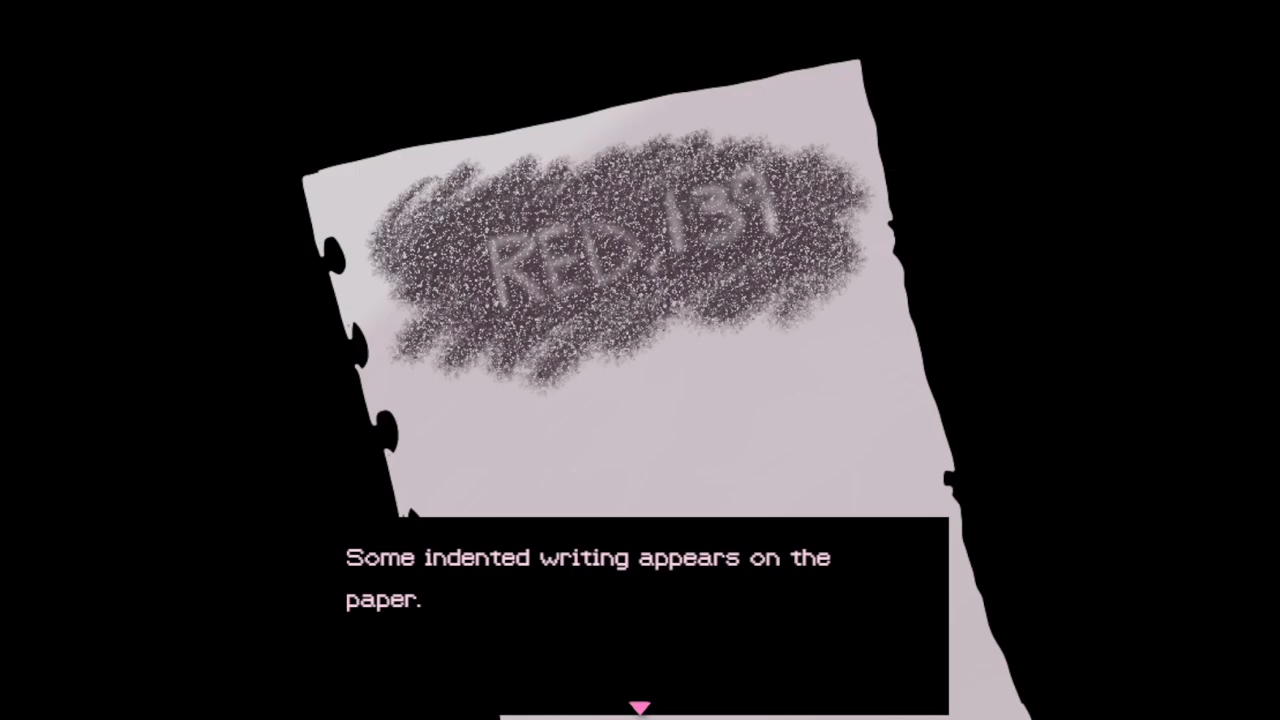 RED, 139
Some indented writing appears on the
paper.